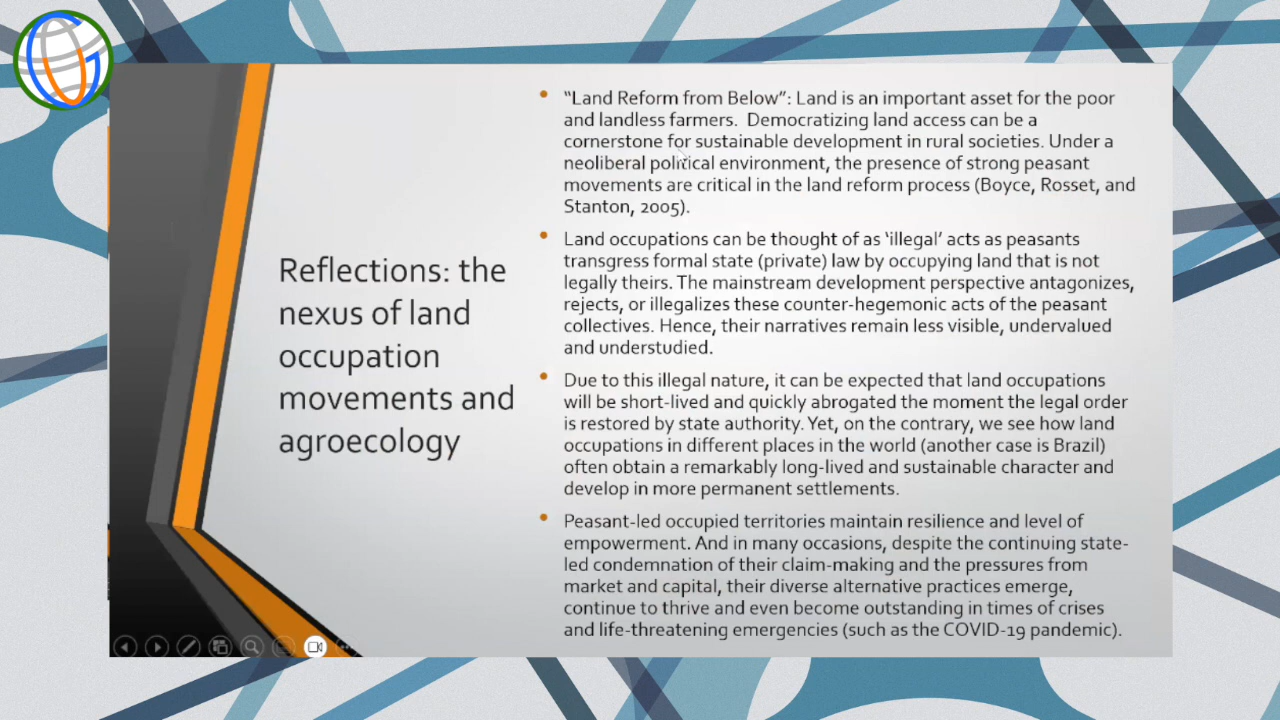 Reflections: the
nexus of land
occupation
movements and
agroecology
• “Land Reform from Below”: Land is an important asset for the poor
and landless farmers. Democratizing land access can be a
cornerstone for sustainable development in rural societies. Under a
neoliberal political environment, the presence of strong peasant
movements are critical in the land reform process (Boyce, Rosset, and
Stanton, 2005).
• Land occupations can be thought of as ‘illegal’ acts as peasants
transgress formal state (private) law by occupying land that is not
legally theirs. The mainstream development perspective antagonizes,
rejects, or illegalizes these counter-hegemonic acts of the peasant
collectives. Hence, their narratives remain less visible, undervalued
and understudied.
• Due to this illegal nature, it can be expected that land occupations
will be short-lived and quickly abrogated the moment the legal order
is restored by state authority. Yet, on the contrary, we see how land
occupations in different places in the world (another case is Brazil)
often obtain a remarkably long-lived and sustainable character and
develop in more permanent settlements.
• Peasant-led occupied territories maintain resilience and level of
empowerment. And in many occasions, despite the continuing state-
led condemnation of their claim-making and the pressures from
market and capital, their diverse alternative practices emerge,
continue to thrive and even become outstanding in times of crises
and life-threatening emergencies (such as the COVID-19 pandemic).